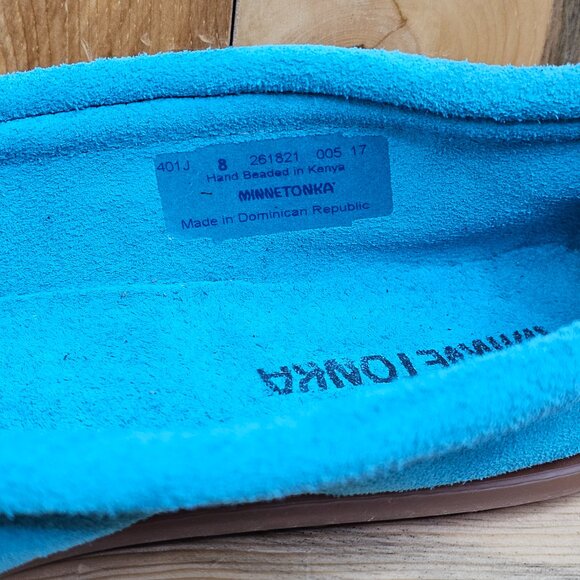 401J 8 261821 005 17
Hand Beaded in Kenya
MINNETONKA
Made in Dominican Republic
MINNETONKA